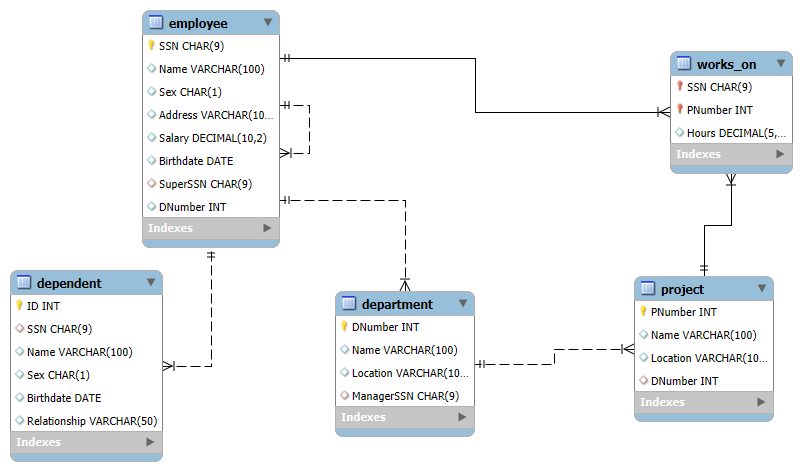 employee
SSN CHAR(9)
Name VARCHAR(100)
Sex CHAR(1)
Address VARCHAR(10...
Salary DECIMAL(10,2)
Birthdate DATE
SuperSSN CHAR(9)
DNumber INT
Indexes
works_on
SSN CHAR(9)
PNumber INT
Hours DECIMAL(5,...
Indexes
dependent
ID INT
SSN CHAR(9)
Name VARCHAR(100)
Sex CHAR(1)
Birthdate DATE
Relationship VARCHAR(50)
Indexes
department
DNumber INT
Name VARCHAR(100)
Location VARCHAR(10...
ManagerSSN CHAR(9)
Indexes
project
PNumber INT
Name VARCHAR(100)
Location VARCHAR(10...
DNumber INT
Indexes